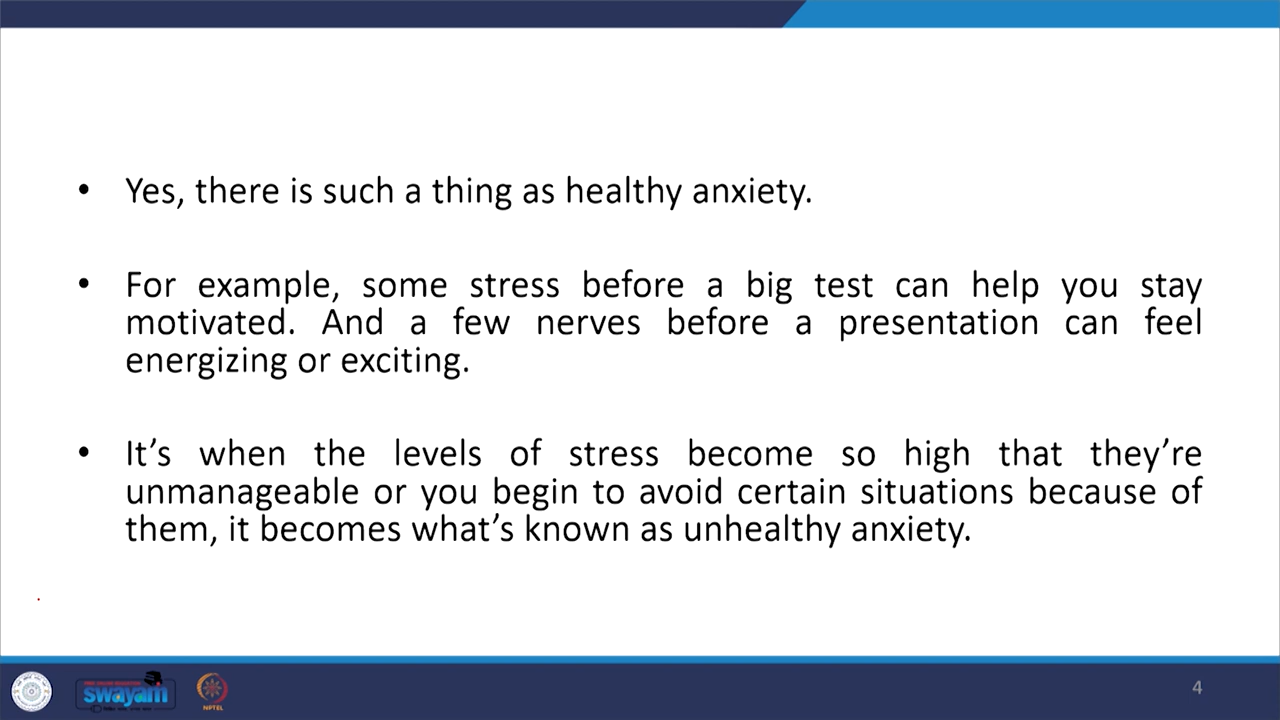 • Yes, there is such a thing as healthy anxiety.
• For example, some stress before a big test can help you stay
motivated. And a few nerves before a presentation can feel
energizing or exciting.
• It’s when the levels of stress become so high that they’re
unmanageable or you begin to avoid certain situations because of
them, it becomes what’s known as unhealthy anxiety.
swayam
NPTEL
4